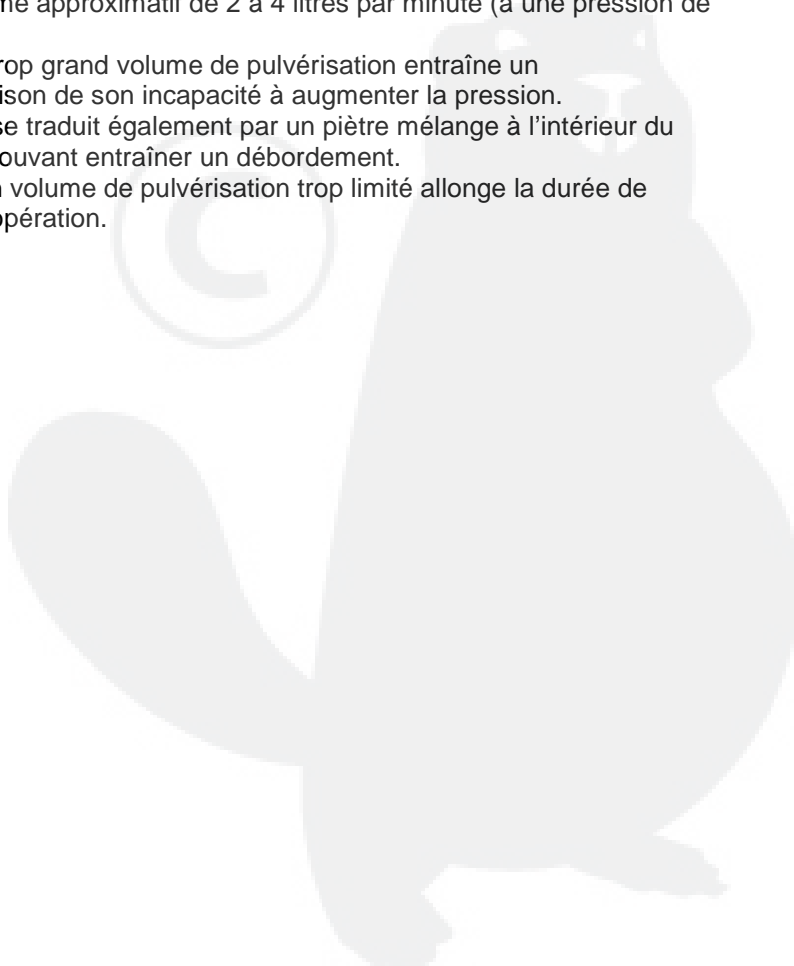 me approximatif de 2 à 4 litres par minute (à une pression de
rop grand volume de pulvérisation entraîne un
ison de son incapacité à augmenter la pression.
se traduit également par un piètre mélange à l'intérieur du
ouvant entraîner un débordement.
volume de pulvérisation trop limité allonge la durée de
opération.
©